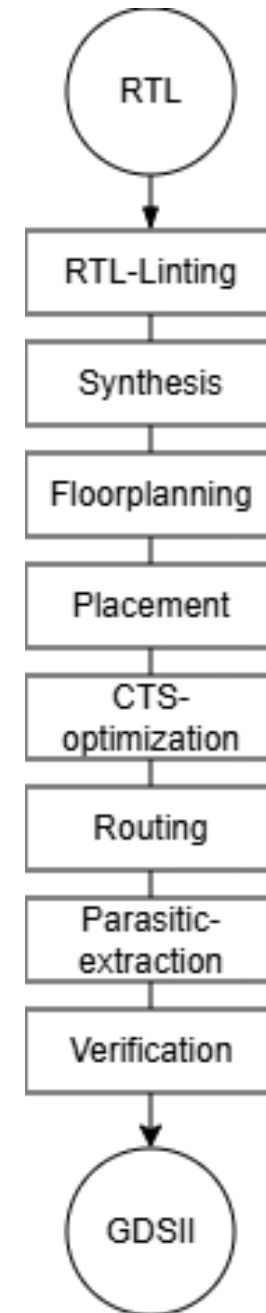 RTL
RTL-Linting
Synthesis
Floorplanning
Placement
CTS-
optimization
Routing
Parasitic-
extraction
Verification
GDSII